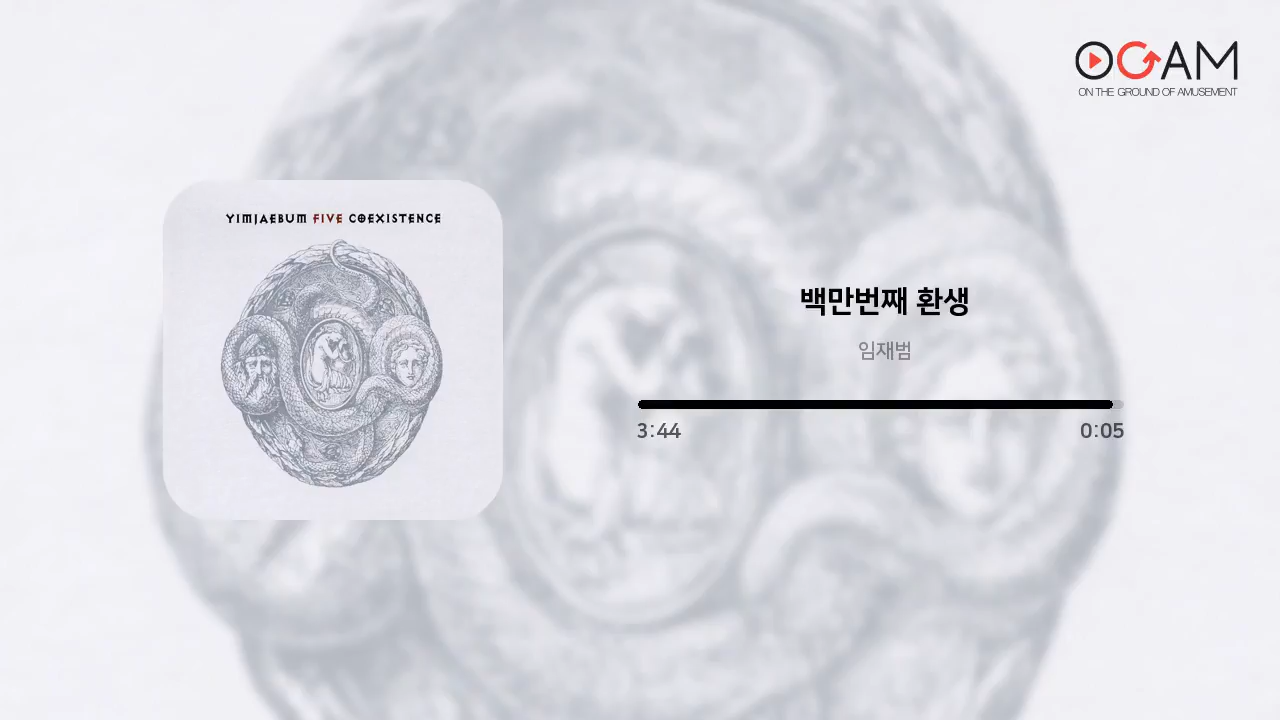 OGAM
ON THE GROUND OF AMUSEMENT
YIMJAEBUM FIVE COEXISTENCE
백만번째 환생
임재범
3:44
0:05